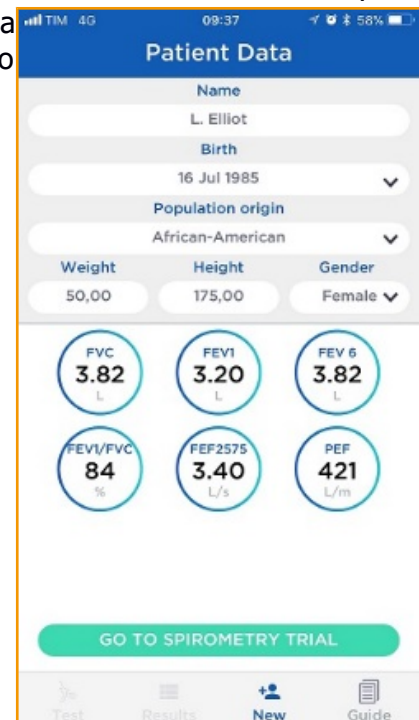 a
o
TIM 4G 09:37 58%
Patient Data
Name
L. Elliot
Birth
16 Jul 1985
Population origin
African-American
Weight Height Gender
50,00 175,00 Female
FVC FEV1 FEV 6
3.82 3.20 3.82
L L L
FEV1/FVC FEF2575 PEF
84 3.40 421
% L/s L/m
GO TO SPIROMETRY TRIAL
Test Results New Guide